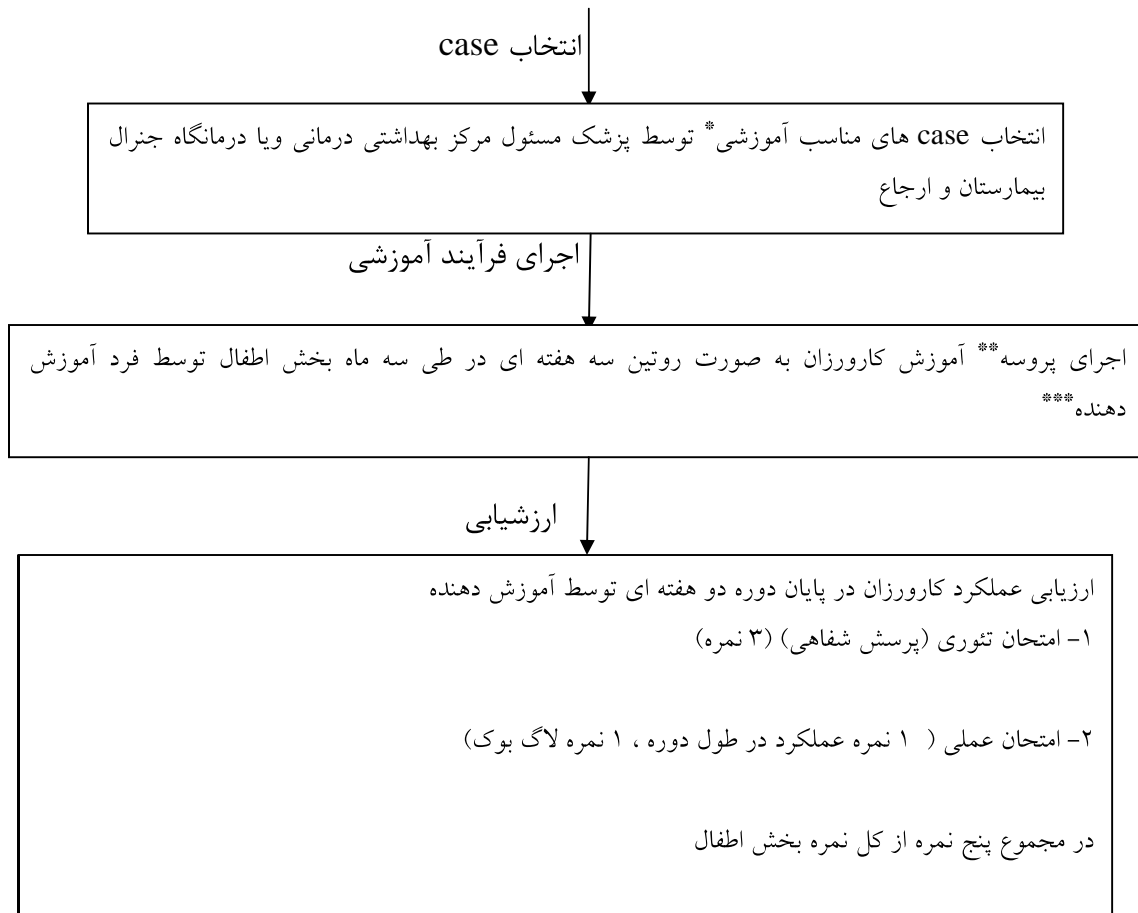 انتخاب case
انتخاب case های مناسب آموزشی* توسط پزشک مسئول مرکز بهداشتی درمانی ویا درمانگاه جنرال
بیمارستان و ارجاع
اجرای فرآیند آموزشی
اجرای پروسه** آموزش کارورزان به صورت روتین سه هفته ای در طی سه ماه بخش اطفال توسط فرد آموزش
دهنده***
ارزشیابی
ارزیابی عملکرد کارورزان در پایان دوره دو هفته ای توسط آموزش دهنده
۱- امتحان تئوری (پرسش شفاهی) (۳ نمره)
۲- امتحان عملی ( ۱ نمره عملکرد در طول دوره ، ۱ نمره لاگ بوک)
در مجموع پنج نمره از کل نمره بخش اطفال